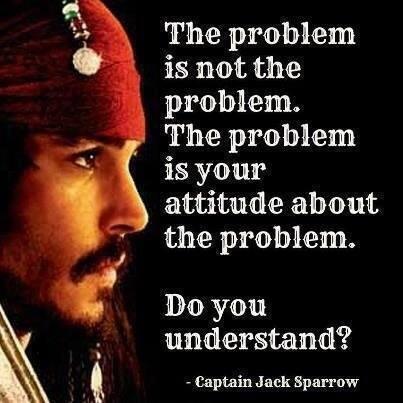 The problem
is not the
problem.
The problem
is your
attitude about
the problem.
Do you
understand?
- Captain Jack Sparrow